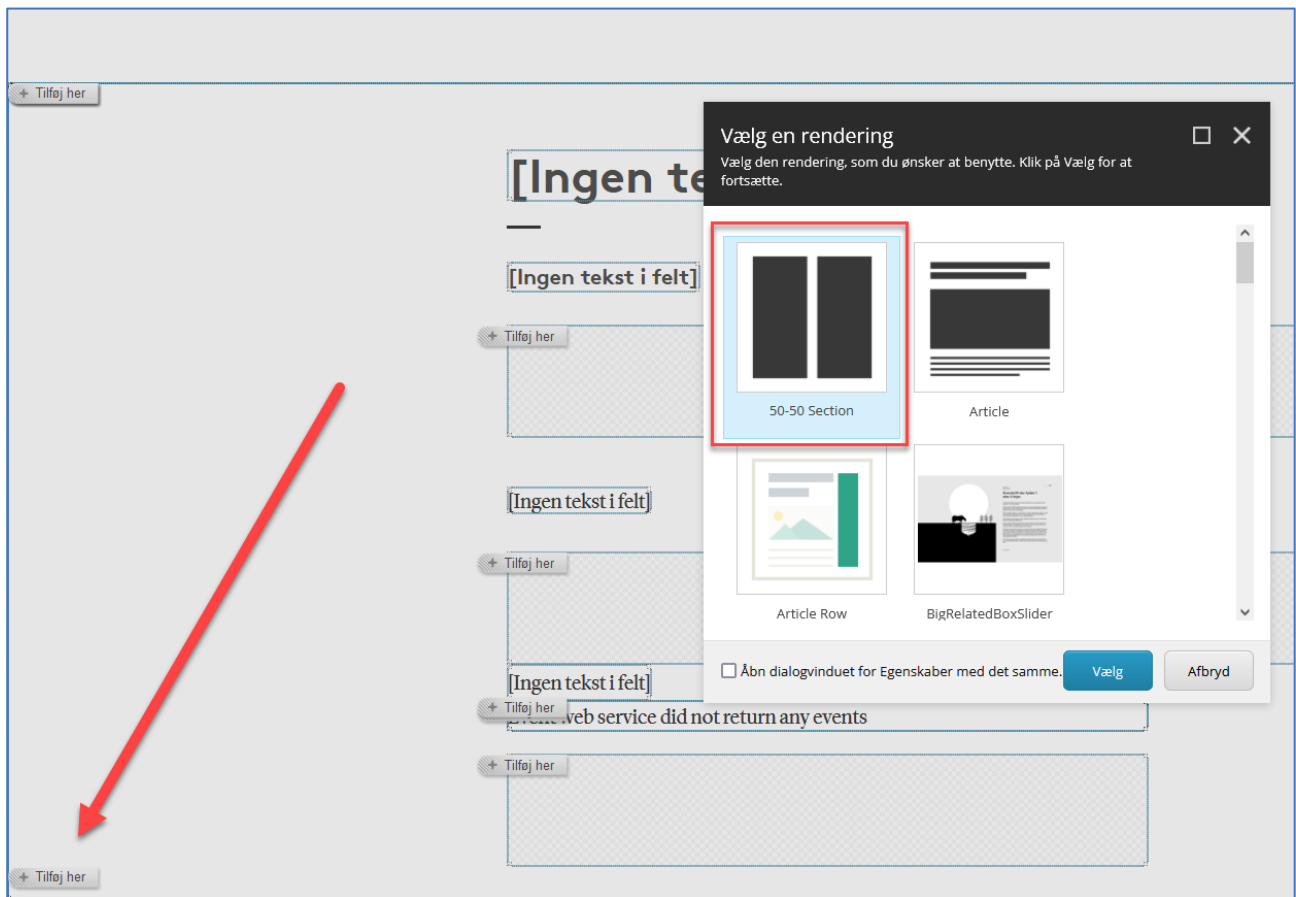 + Tilføj her
Vælg en rendering
Vælg den rendering, som du ønsker at benytte. Klik på Vælg for at
fortsætte.
[Ingen te
[Ingen tekst i felt]
+ Tilføj her
50-50 Section
Article
[Ingen tekst i felt]
+ Tilføj her
Article Row
BigRelatedBoxSlider
Åbn dialogvinduet for Egenskaber med det samme.
Vælg
Afbryd
[Ingen tekst i felt]
+ Tilføj her
web service did not return any events
+ Tilføj her
+ Tilføj her